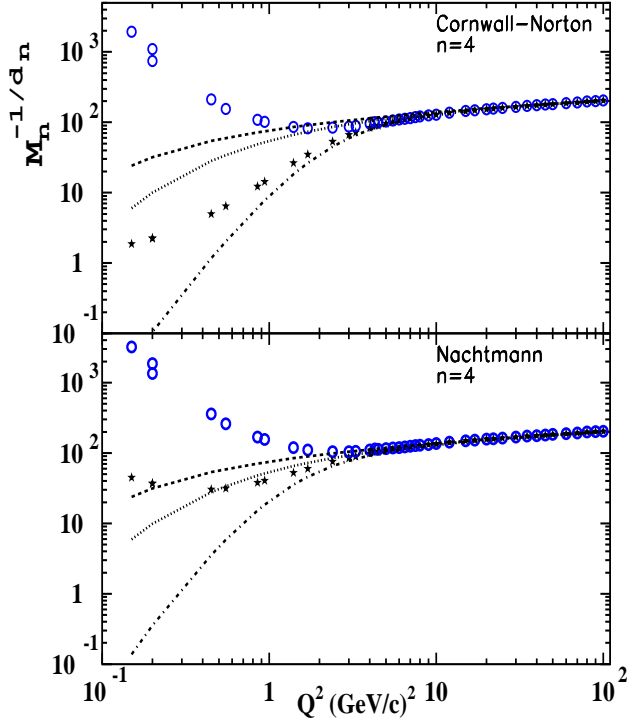 Cornwall-Norton
n=4
M_n^{-1/d_n}
10^3
10^2
10
1
10^{-1}
Nachtmann
n=4
10^3
10^2
10
1
10^{-1}
10^{-1} 1 10 10^2
Q^2 (GeV/c)^2